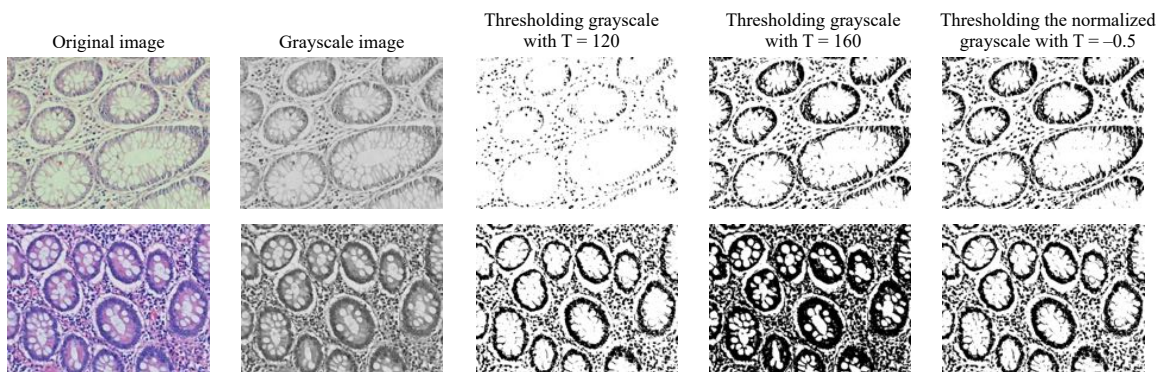 Original image
Grayscale image
Thresholding grayscale
with T = 120
Thresholding grayscale
with T = 160
Thresholding the normalized
grayscale with T = –0.5